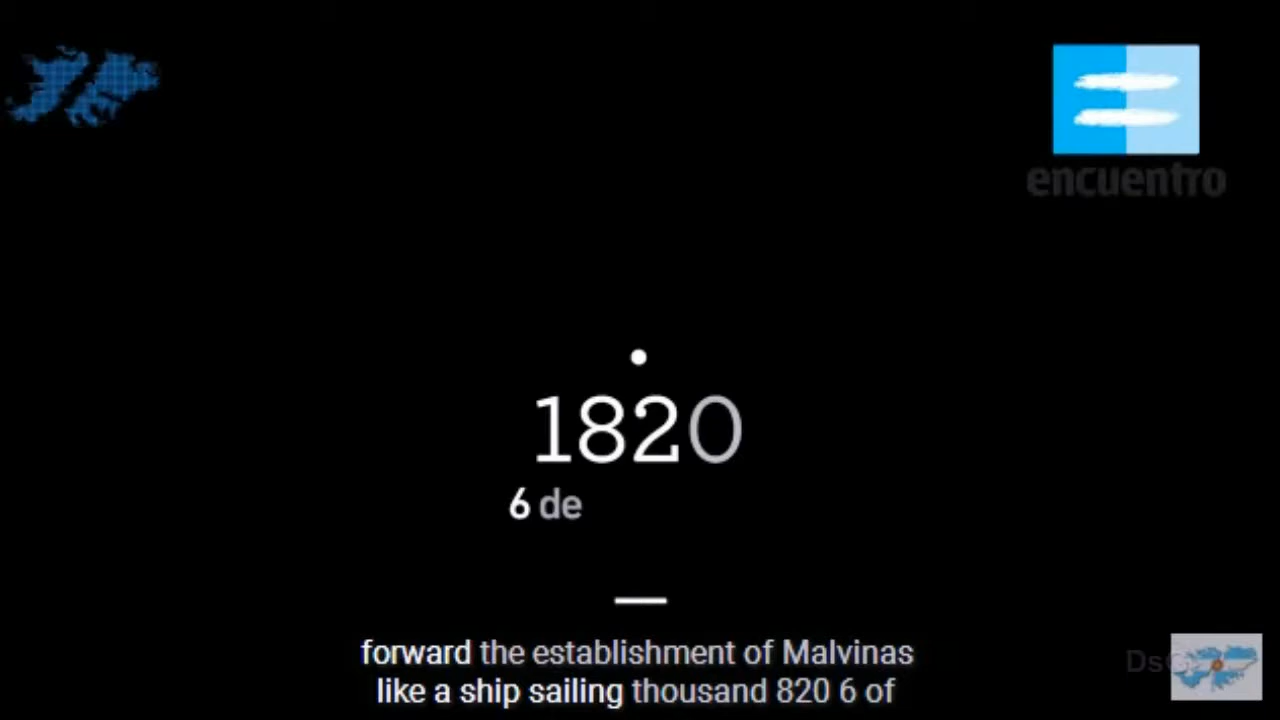 encuentro
1820
6 de
forward the establishment of Malvinas
like a ship sailing thousand 820 6 of